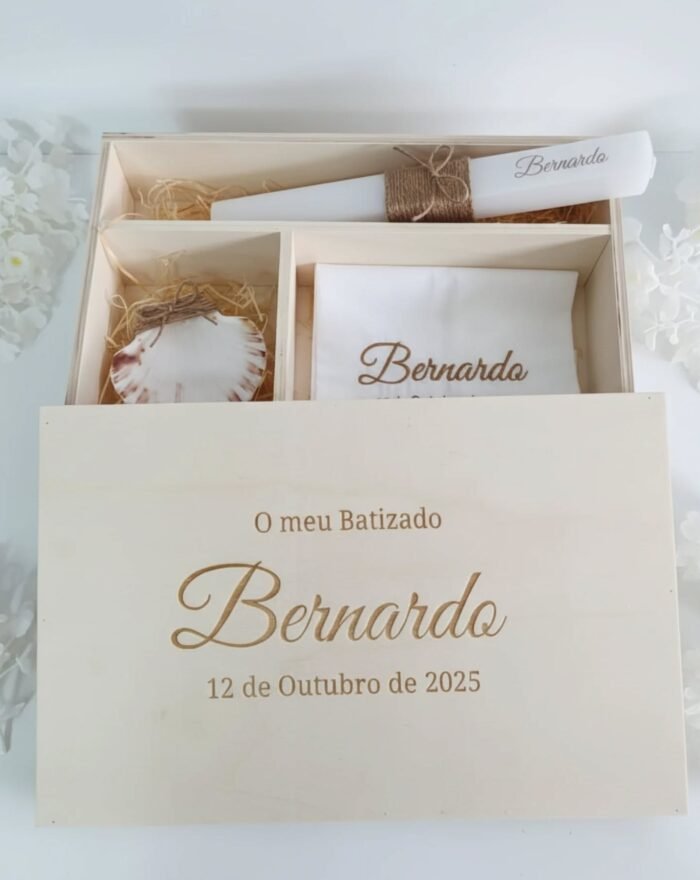 Bernardo
Bernardo
O meu Batizado
Bernardo
12 de Outubro de 2025